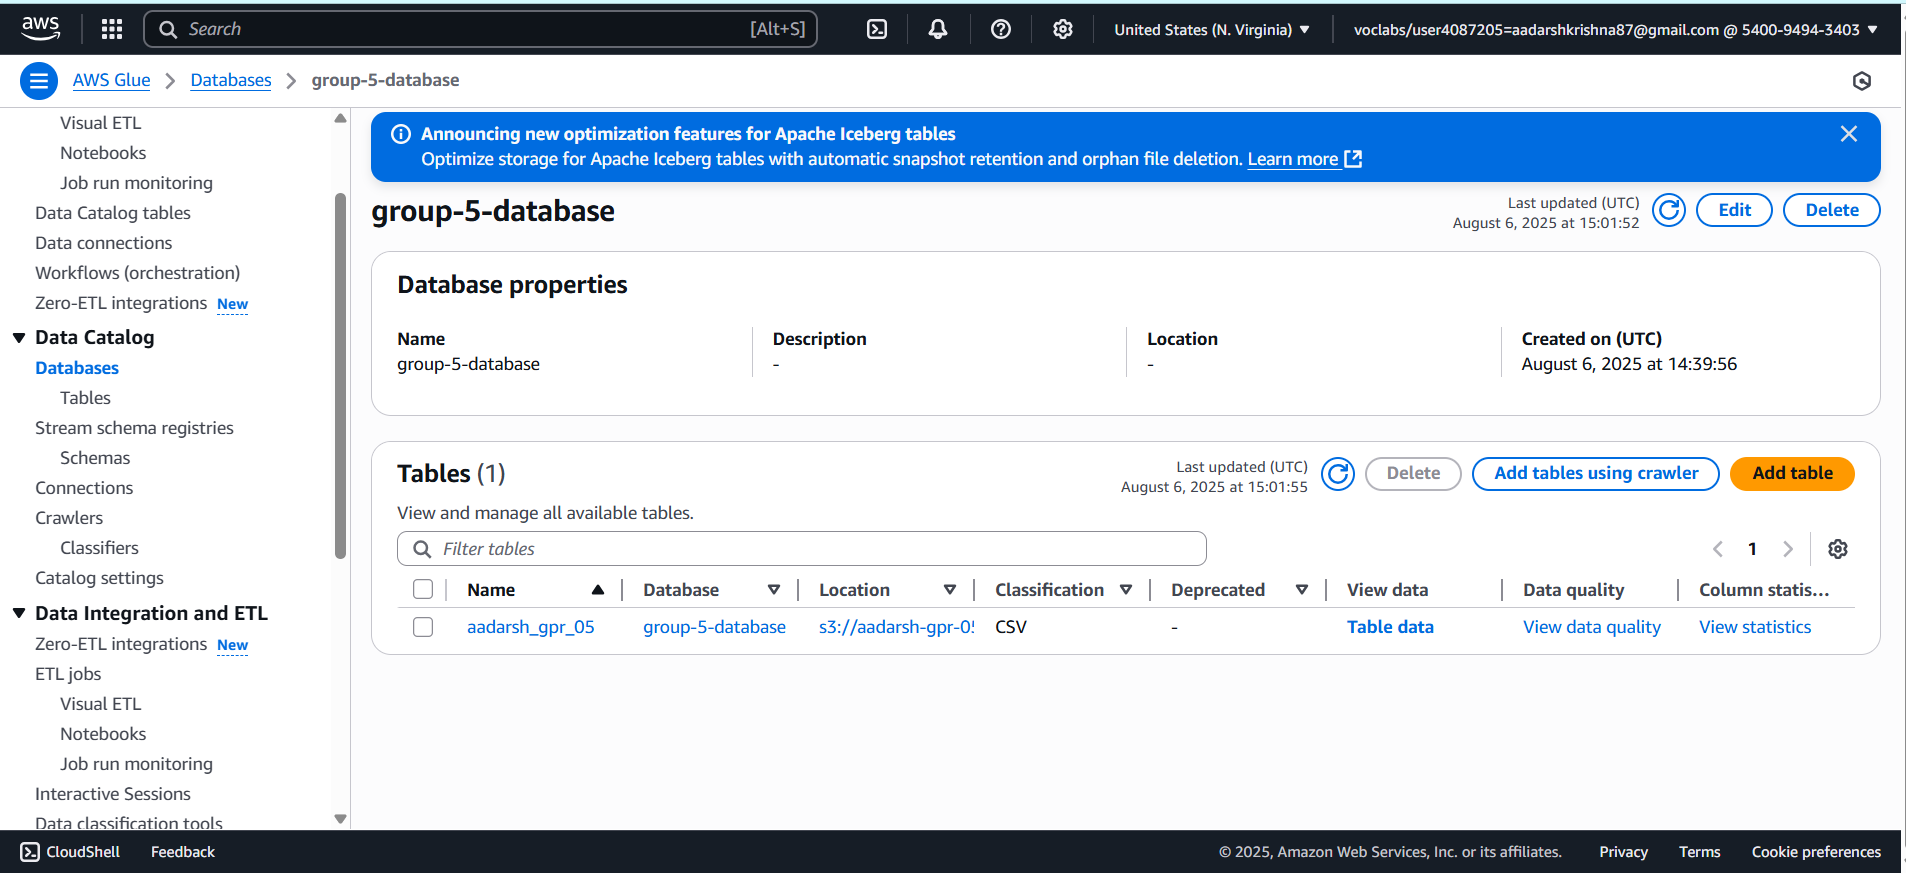 aws
Search [Alt+S]
United States (N. Virginia)
voclabs/user4087205=aadarshkrishna87@gmail.com @ 5400-9494-3403
AWS Glue > Databases > group-5-database
Visual ETL
Notebooks
Job run monitoring
Data Catalog tables
Data connections
Workflows (orchestration)
Zero-ETL integrations New
Data Catalog
Databases
Tables
Stream schema registries
Schemas
Connections
Crawlers
Classifiers
Catalog settings
Data Integration and ETL
Zero-ETL integrations New
ETL jobs
Visual ETL
Notebooks
Job run monitoring
Interactive Sessions
Data classification tools
Announcing new optimization features for Apache Iceberg tables
Optimize storage for Apache Iceberg tables with automatic snapshot retention and orphan file deletion. Learn more
group-5-database
Last updated (UTC)
August 6, 2025 at 15:01:52
Edit
Delete
Database properties
Name
group-5-database
Description
-
Location
-
Created on (UTC)
August 6, 2025 at 14:39:56
Tables (1)
Last updated (UTC)
August 6, 2025 at 15:01:55
Delete
Add tables using crawler
Add table
View and manage all available tables.
Filter tables
1
Name Database Location Classification Deprecated View data Data quality Column statis...
aadarsh_gpr_05 group-5-database s3://aadarsh-gpr-05 CSV - Table data View data quality View statistics
CloudShell Feedback © 2025, Amazon Web Services, Inc. or its affiliates. Privacy Terms Cookie preferences